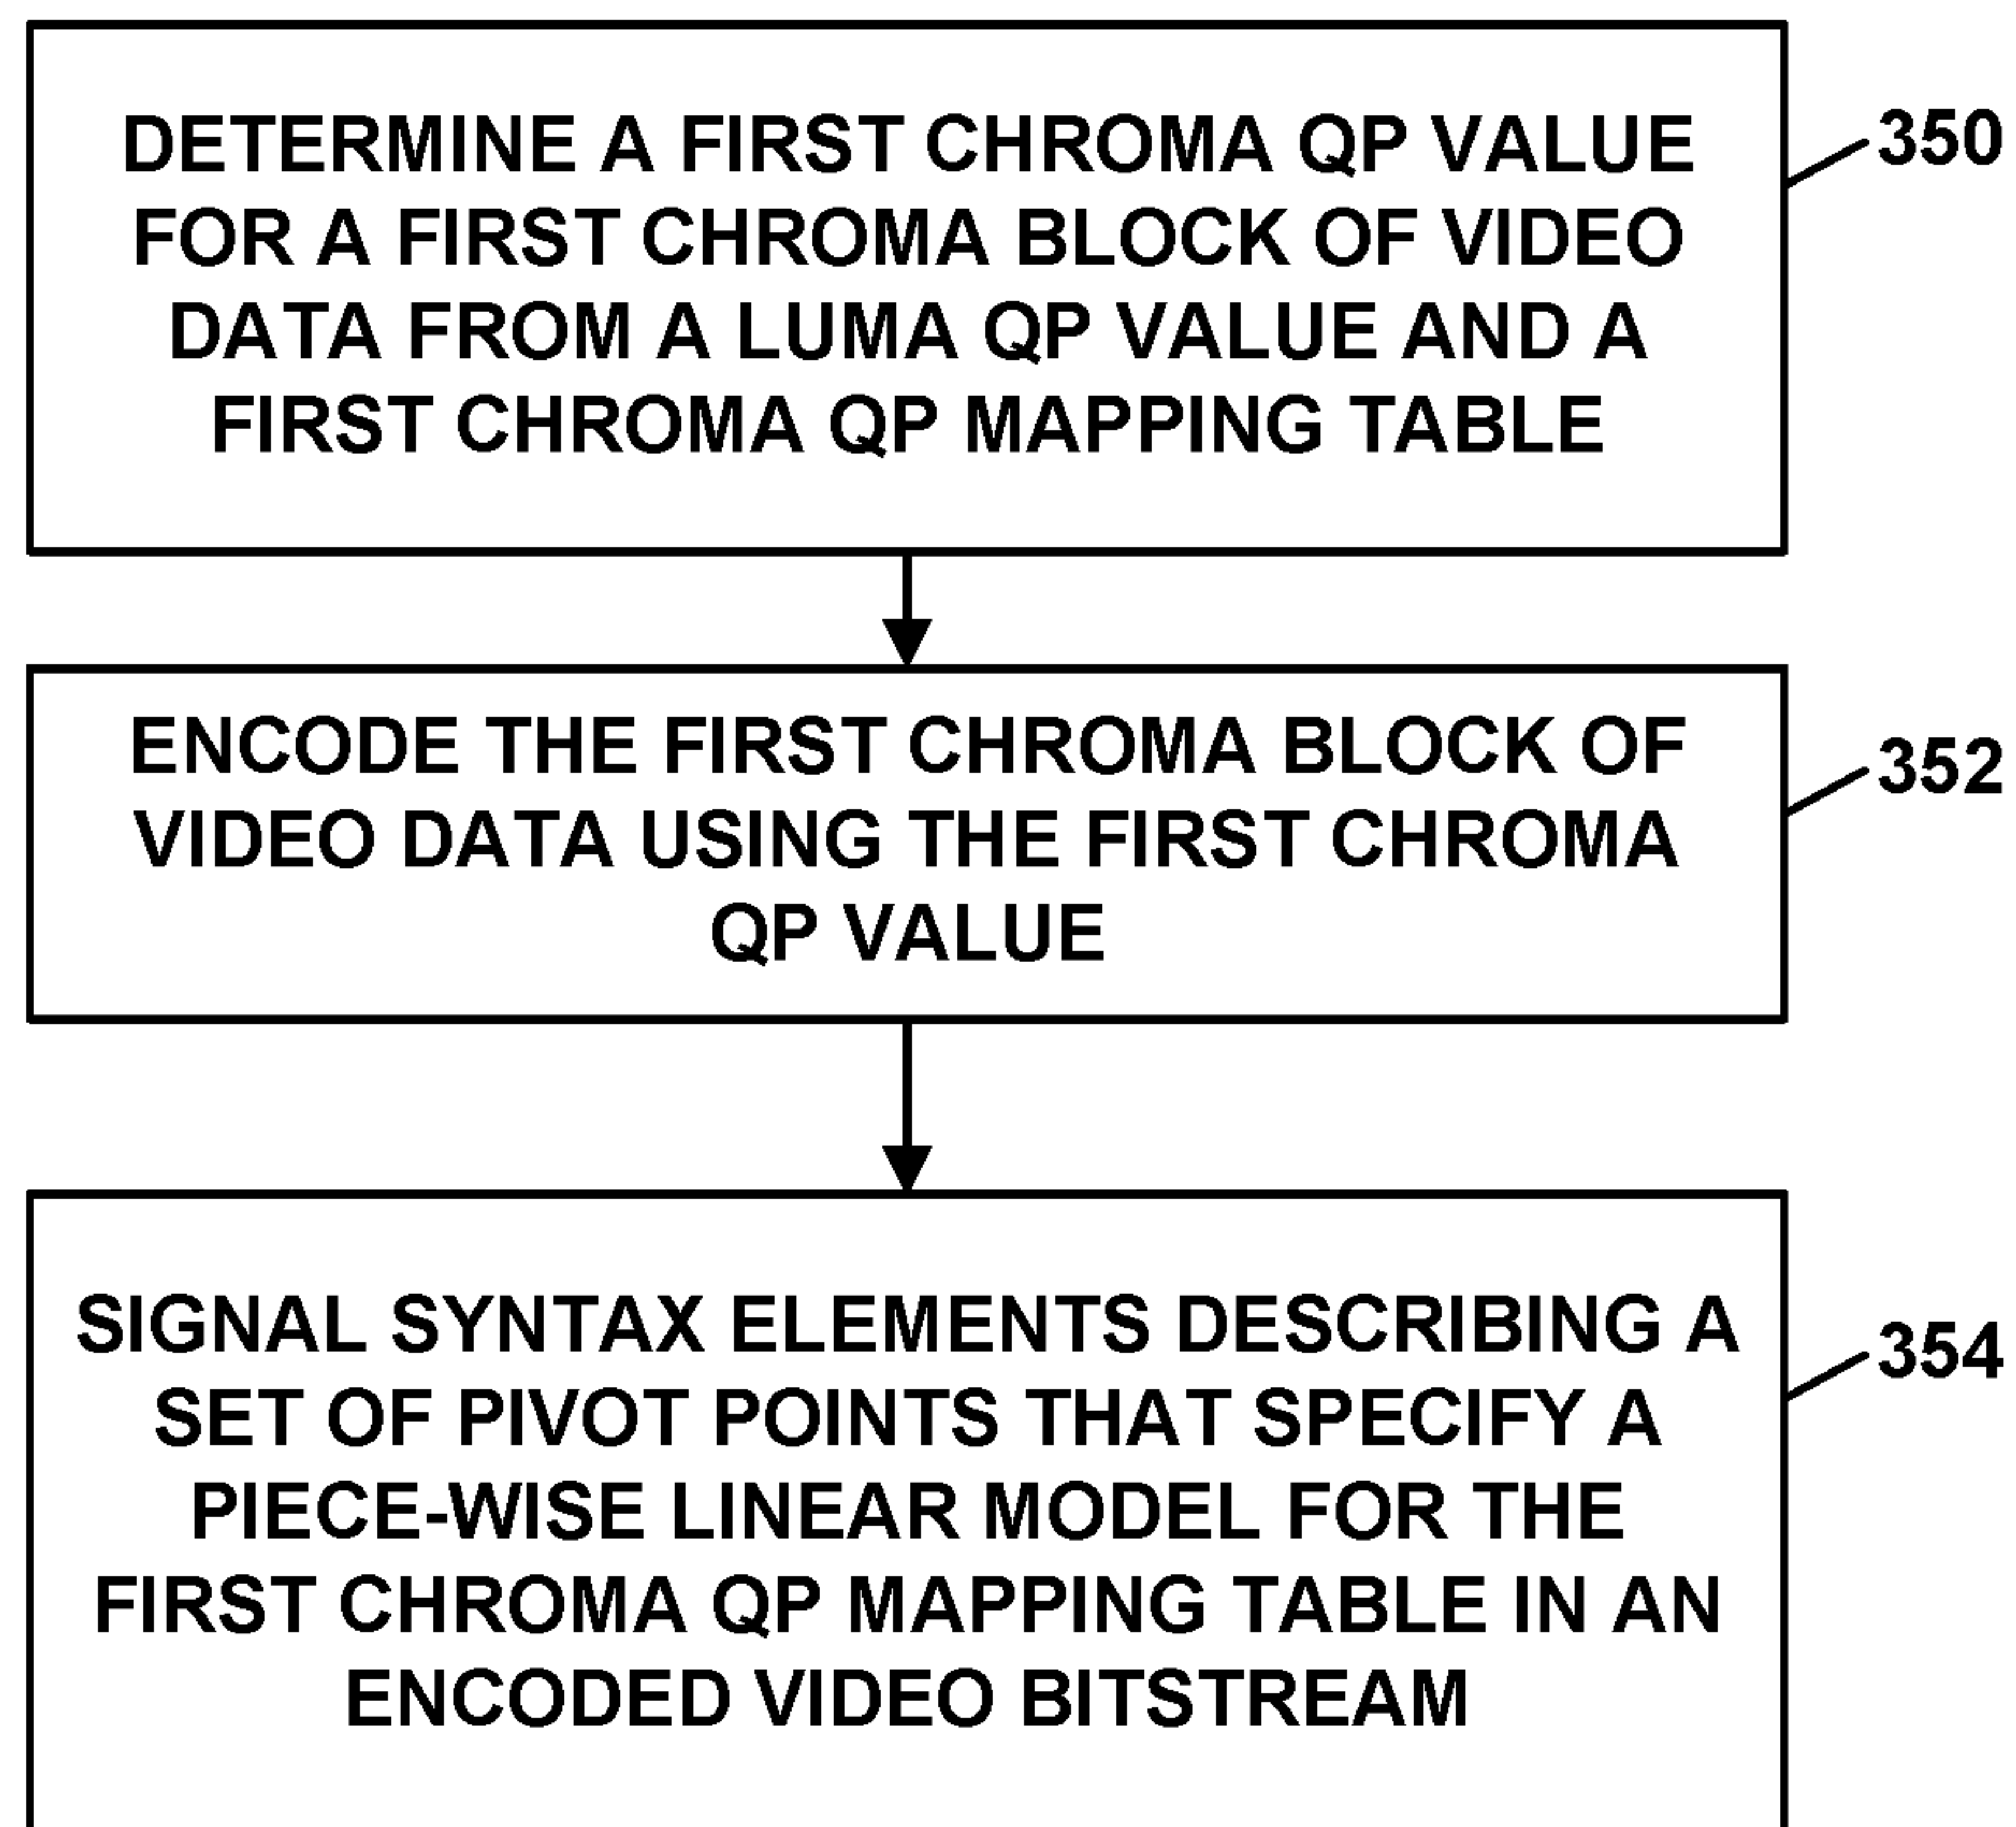 DETERMINE A FIRST CHROMA QP VALUE
FOR A FIRST CHROMA BLOCK OF VIDEO
DATA FROM A LUMA QP VALUE AND A
FIRST CHROMA QP MAPPING TABLE
350
ENCODE THE FIRST CHROMA BLOCK OF
VIDEO DATA USING THE FIRST CHROMA
QP VALUE
352
SIGNAL SYNTAX ELEMENTS DESCRIBING A
SET OF PIVOT POINTS THAT SPECIFY A
PIECE-WISE LINEAR MODEL FOR THE
FIRST CHROMA QP MAPPING TABLE IN AN
ENCODED VIDEO BITSTREAM
354